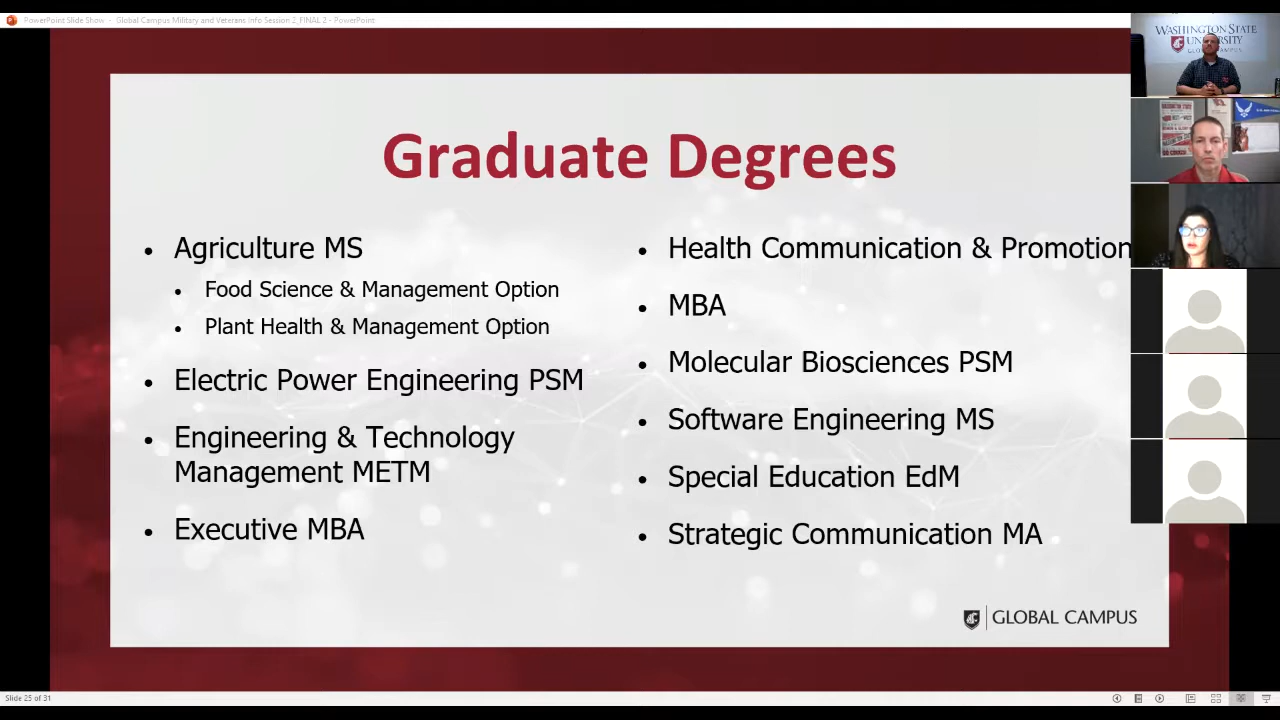 PowerPoint Slide Show - Global Campus Military and Veterans Info Session 2_FINAL 2 - PowerPoint
WASHINGTON STATE
UNIVERSITY
Graduate Degrees
• Agriculture MS
• Food Science & Management Option
• Plant Health & Management Option
• Electric Power Engineering PSM
• Engineering & Technology
Management METM
• Executive MBA
• Health Communication & Promotion
• MBA
• Molecular Biosciences PSM
• Software Engineering MS
• Special Education EdM
• Strategic Communication MA
GLOBAL CAMPUS
Slide 25 of 31